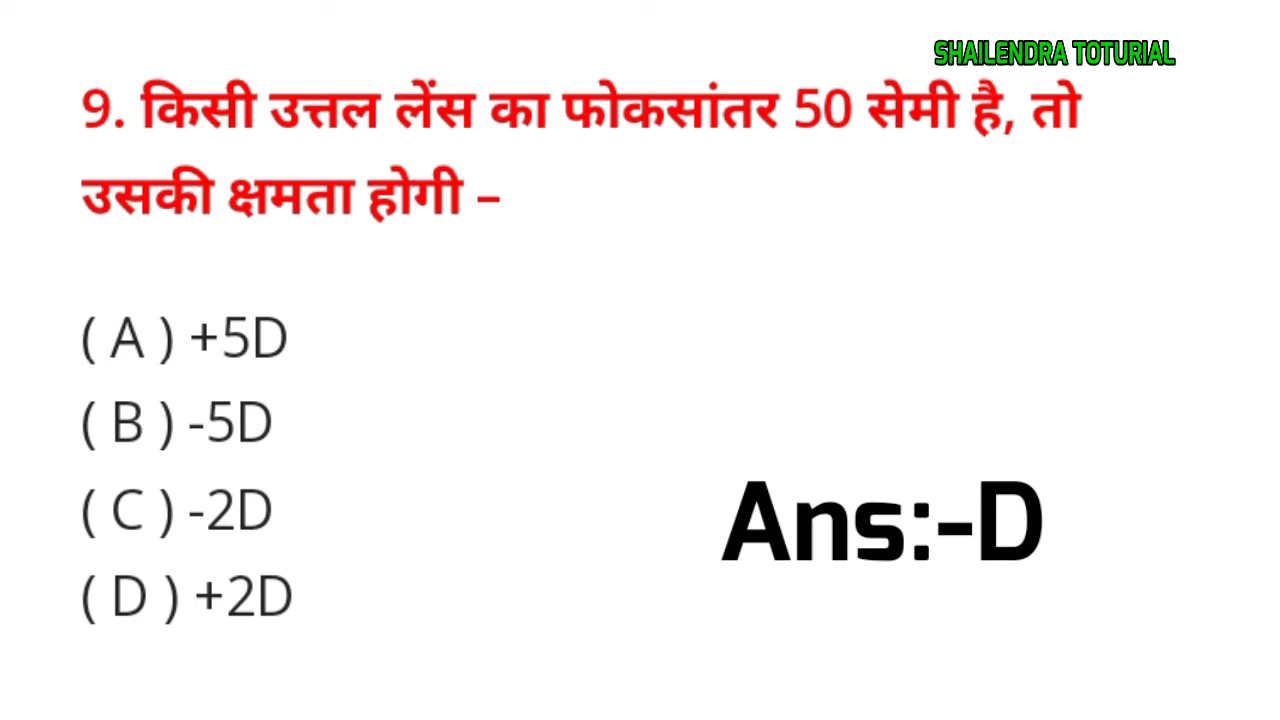 SHAILENDRA TOTURIAL
9. किसी उत्तल लेंस का फोकसांतर 50 सेमी है, तो
उसकी क्षमता होगी –
( A ) +5D
( B ) -5D
( C ) -2D
( D ) +2D
Ans:-D